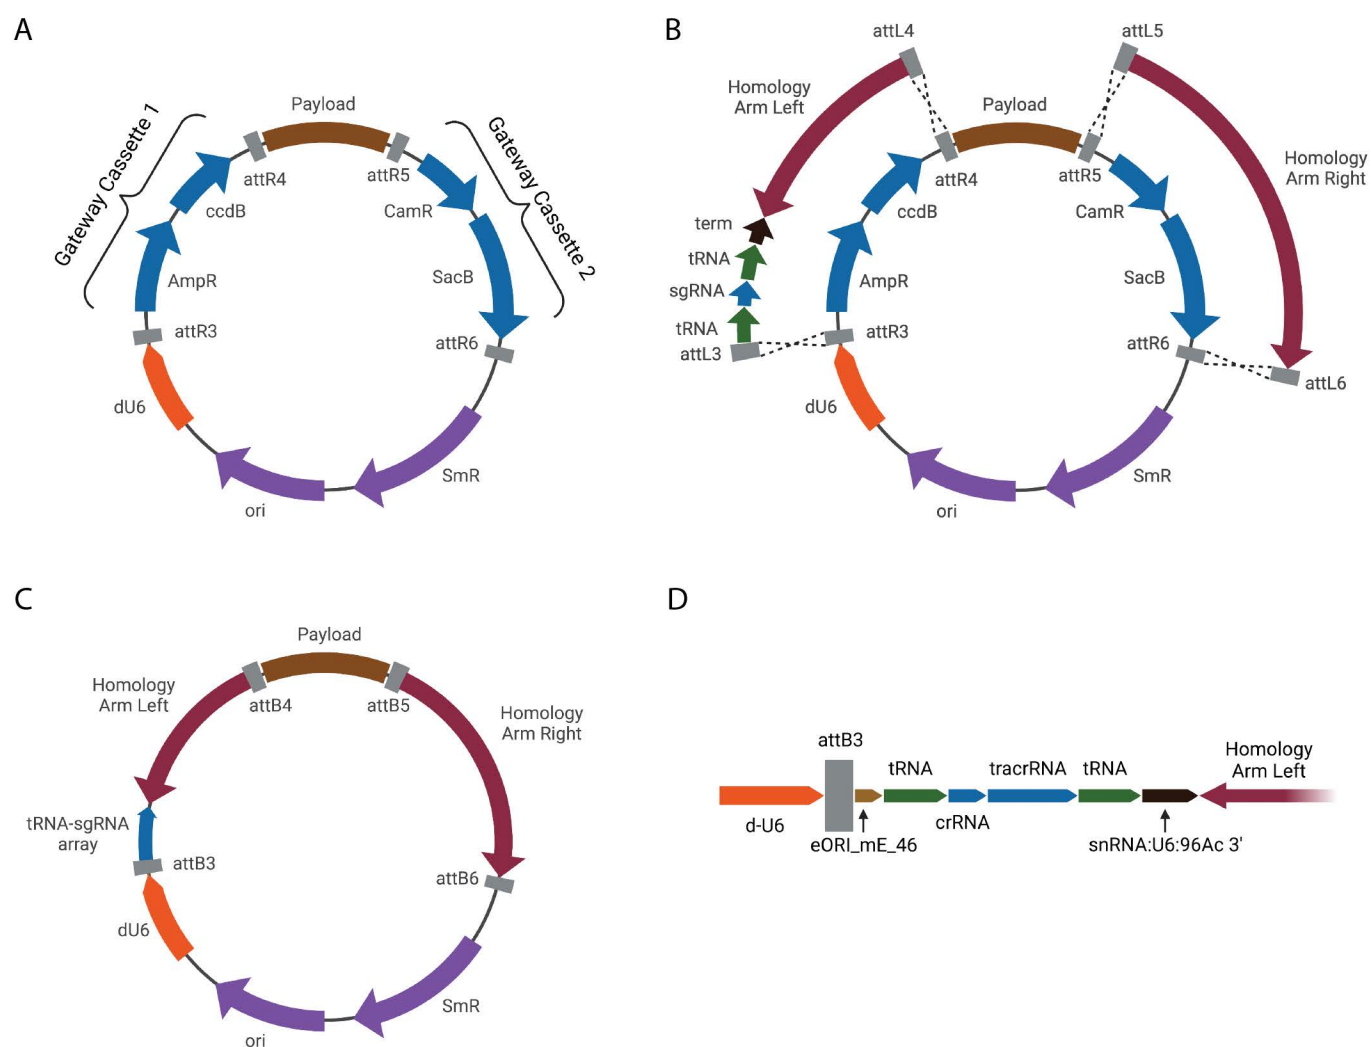 A
Payload
Gateway Cassette 1
Gateway Cassette 2
attR4
attR5
ccdB
CamR
AmpR
SacB
attR3
attR6
dU6
SmR
ori
B
attL4
attL5
Homology
Arm Left
Payload
Homology
Arm Right
attR4
attR5
ccdB
CamR
term
tRNA
sgRNA
tRNA
attL3
AmpR
SacB
attR3
attR6
attL6
dU6
SmR
ori
C
Payload
Homology
Arm Left
attB4
attB5
Homology
Arm Right
tRNA-sgRNA
array
attB3
attB6
dU6
SmR
ori
D
attB3
Homology
Arm Left
tRNA
tracrRNA
tRNA
d-U6
crRNA
eORI_mE_46
snRNA:U6:96Ac 3'